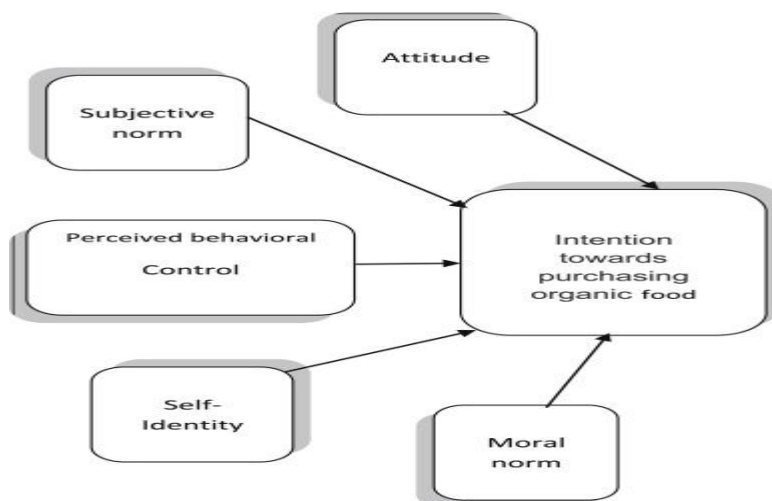 Attitude
Subjective
norm
Perceived behavioral
Control
Intention
towards
purchasing
organic food
Self-
Identity
Moral
norm